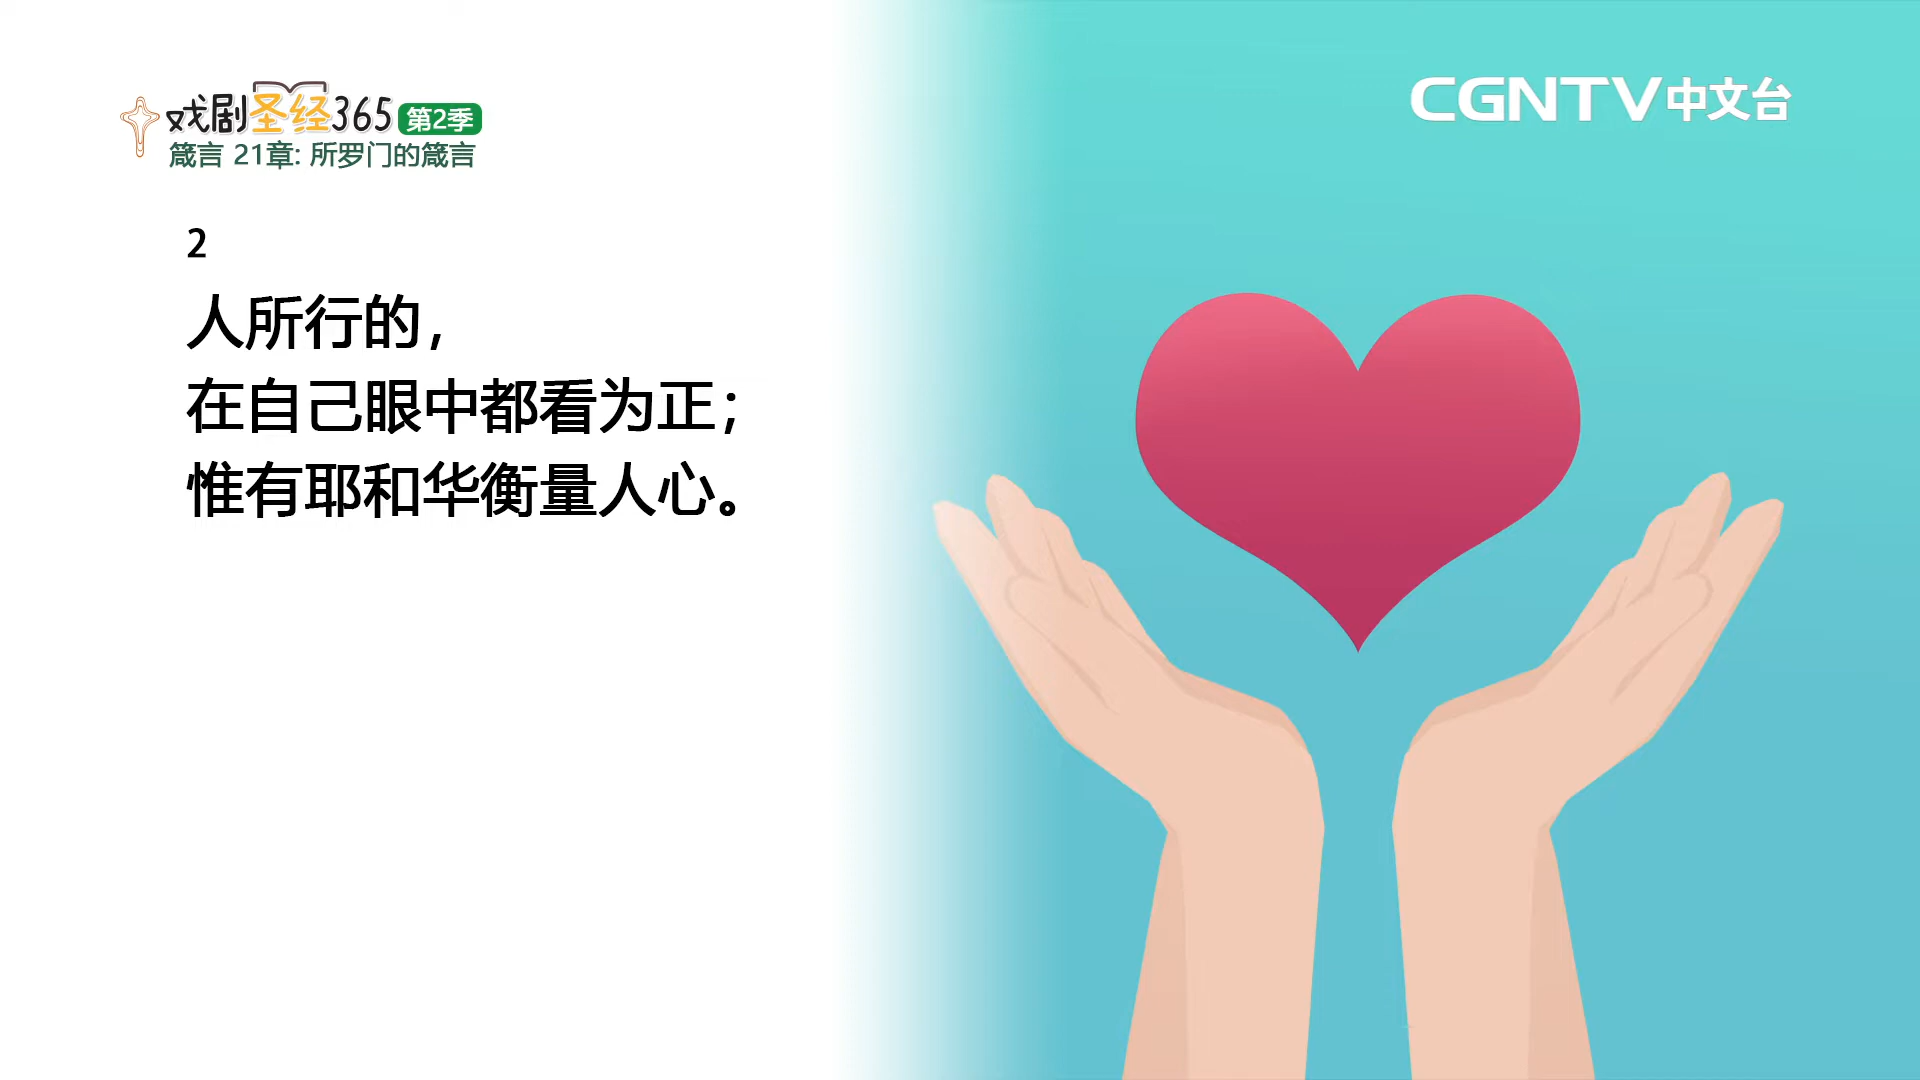 戏剧圣经365 第2季
箴言 21章: 所罗门的箴言
CGNTV中文台
2
人所行的，
在自己眼中都看为正；
惟有耶和华衡量人心。